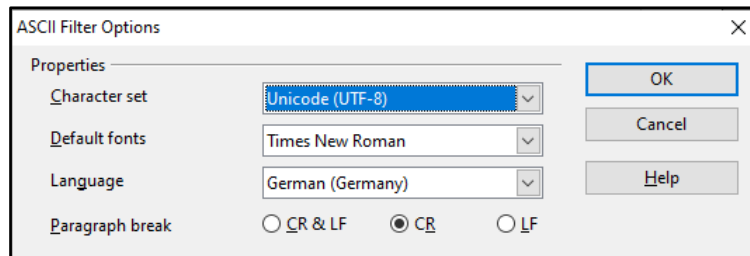 ASCII Filter Options
Properties
Character set
Unicode (UTF-8)
OK
Default fonts
Times New Roman
Cancel
Language
German (Germany)
Help
Paragraph break
CR & LF
CR
LF